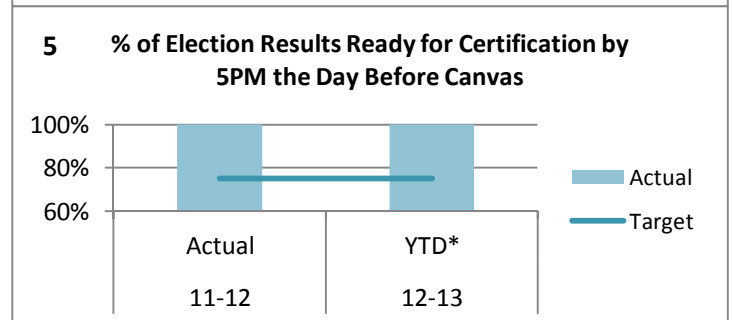 5 % of Election Results Ready for Certification by
5PM the Day Before Canvas
100%
80%
60%
Actual
Target
Actual YTD*
11-12 12-13